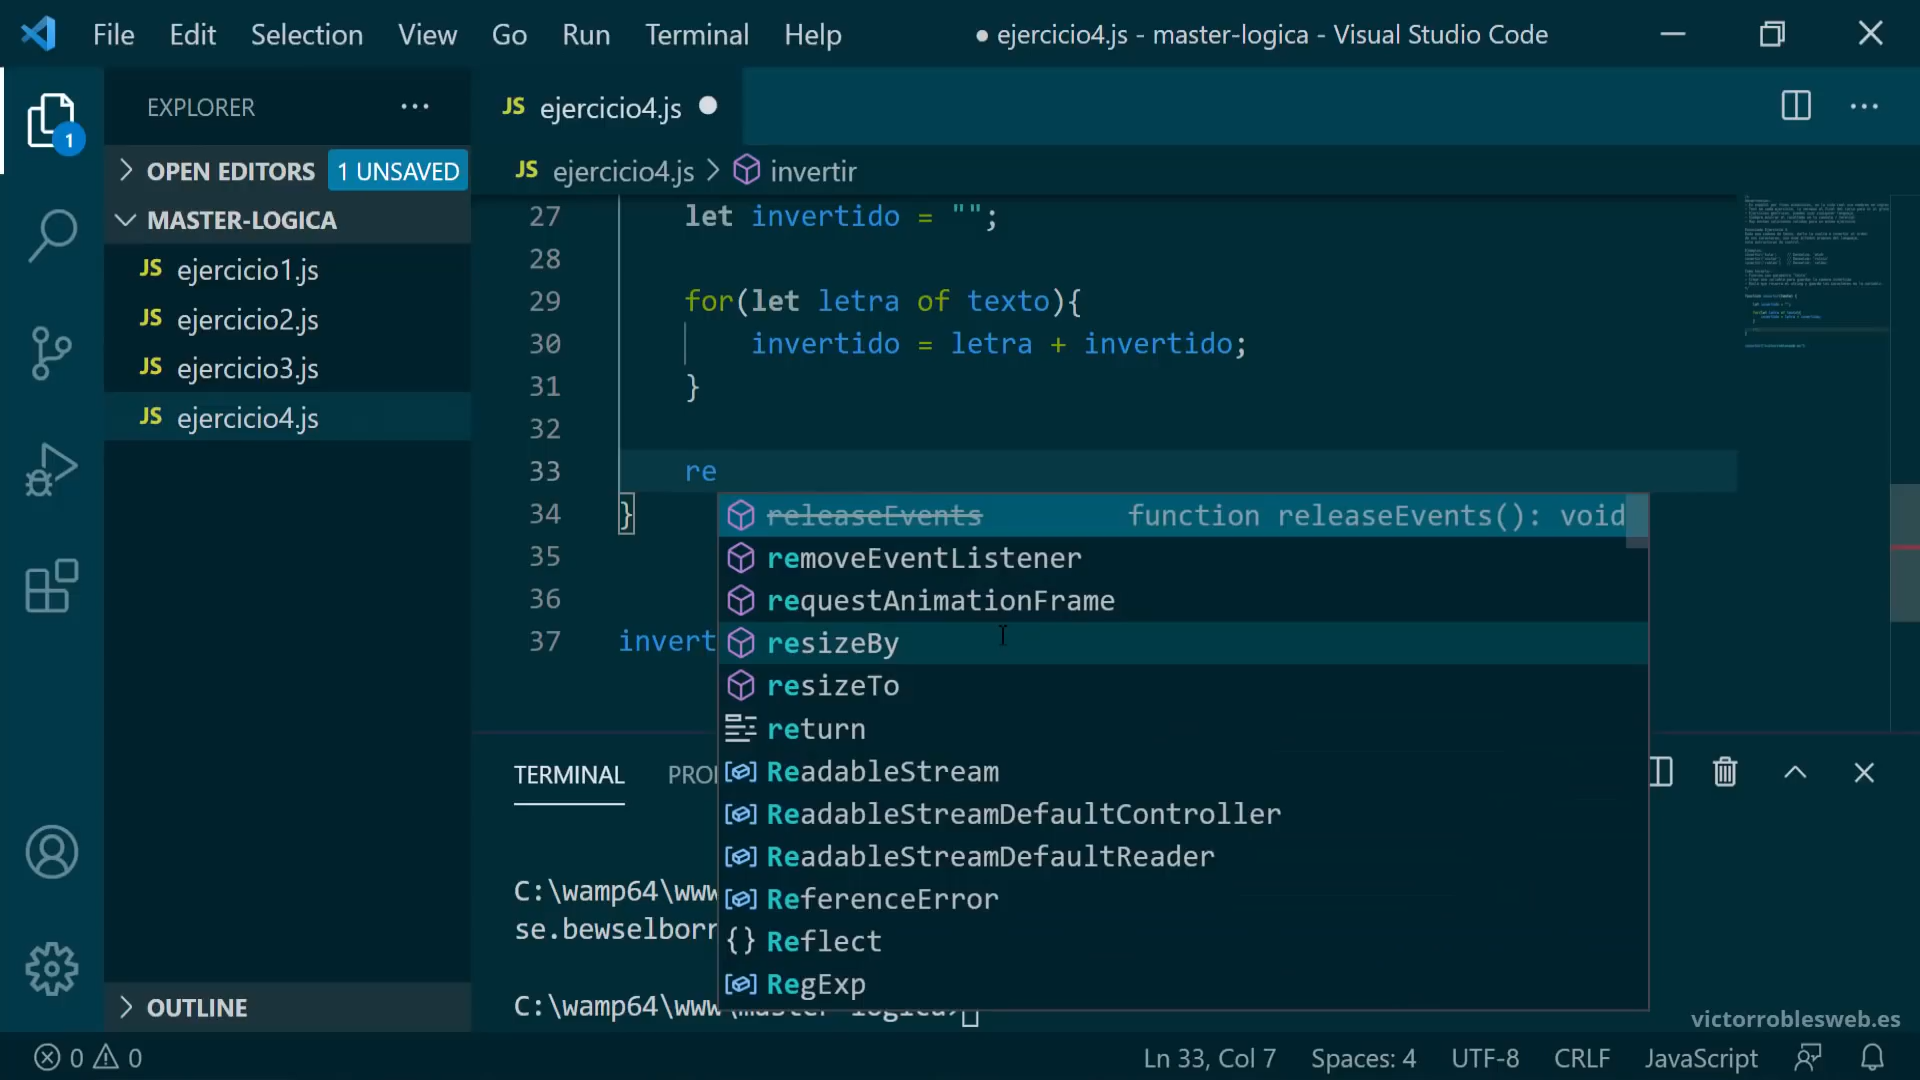 File Edit Selection View Go Run Terminal Help ● ejercicio4.js - master-logica - Visual Studio Code
EXPLORER ···
JS ejercicio4.js ●
OPEN EDITORS 1 UNSAVED
JS ejercicio4.js > invertir
MASTER-LOGICA
JS ejercicio1.js
JS ejercicio2.js
JS ejercicio3.js
JS ejercicio4.js
1
27 let invertido = "";
28
29 for(let letra of texto){
30 invertido = letra + invertido;
31 }
32
33 re
34 }
35
36
37 invert
releaseEvents function releaseEvents(): void
removeEventListener
requestAnimationFrame
resizeBy
resizeTo
return
ReadableStream
ReadableStreamDefaultController
ReadableStreamDefaultReader
ReferenceError
Reflect
RegExp
TERMINAL PRO
C:\wamp64\www
se.bewselborr
C:\wamp64\www\master-logica>
OUTLINE
victorroblesweb.es
0 0 Ln 33, Col 7 Spaces: 4 UTF-8 CRLF JavaScript